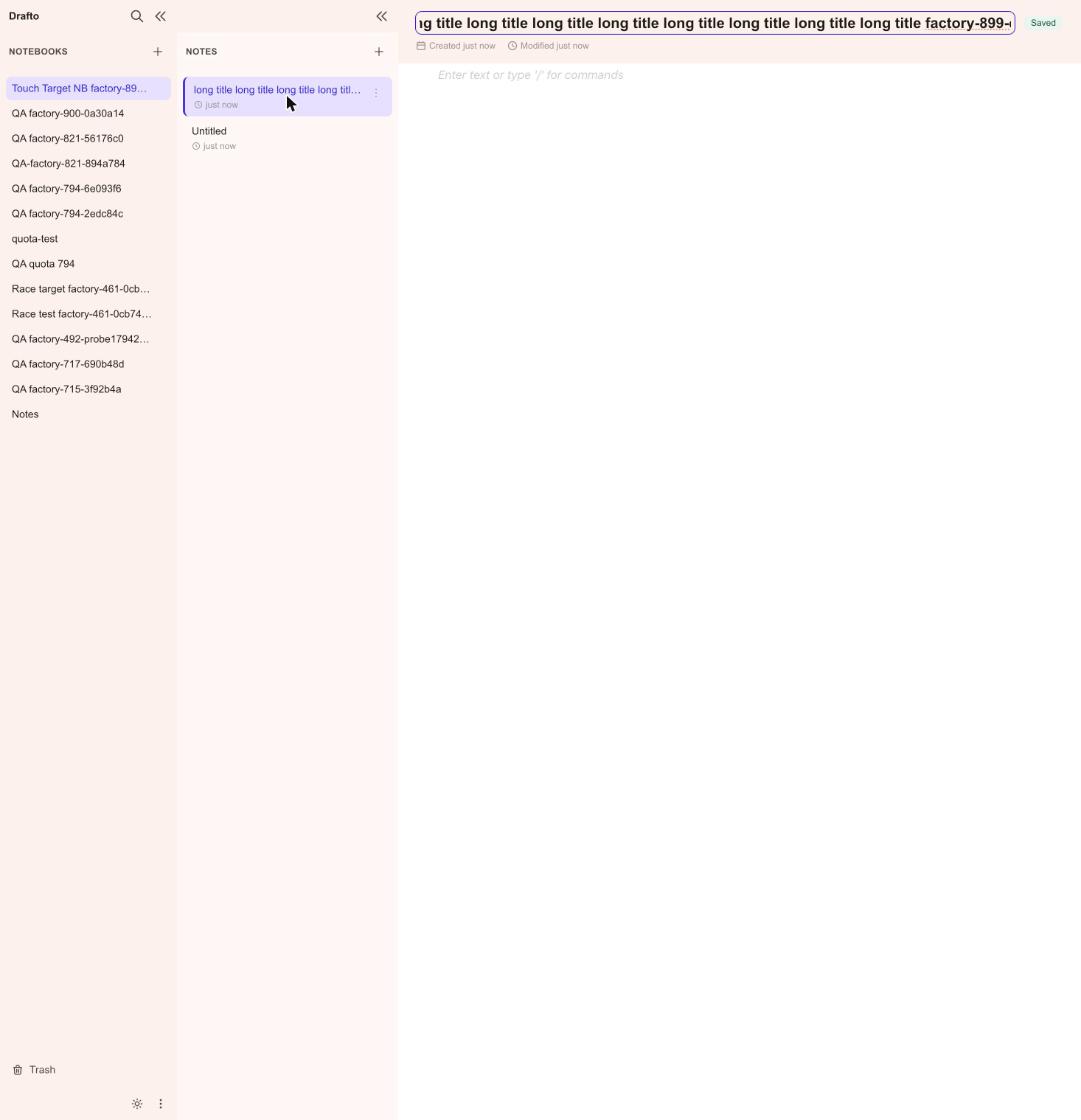 Drafto
NOTEBOOKS
Touch Target NB factory-89…
QA factory-900-0a30a14
QA factory-821-56176c0
QA-factory-821-894a784
QA factory-794-6e093f6
QA factory-794-2edc84c
quota-test
QA quota 794
Race target factory-461-0cb…
Race test factory-461-0cb74…
QA factory-492-probe17942…
QA factory-717-690b48d
QA factory-715-3f92b4a
Notes
Trash
NOTES
long title long title long title long titl…
just now
Untitled
just now
title long title long title long title long title long title long title long title factory-899-
Saved
Created just now
Modified just now
Enter text or type '/' for commands